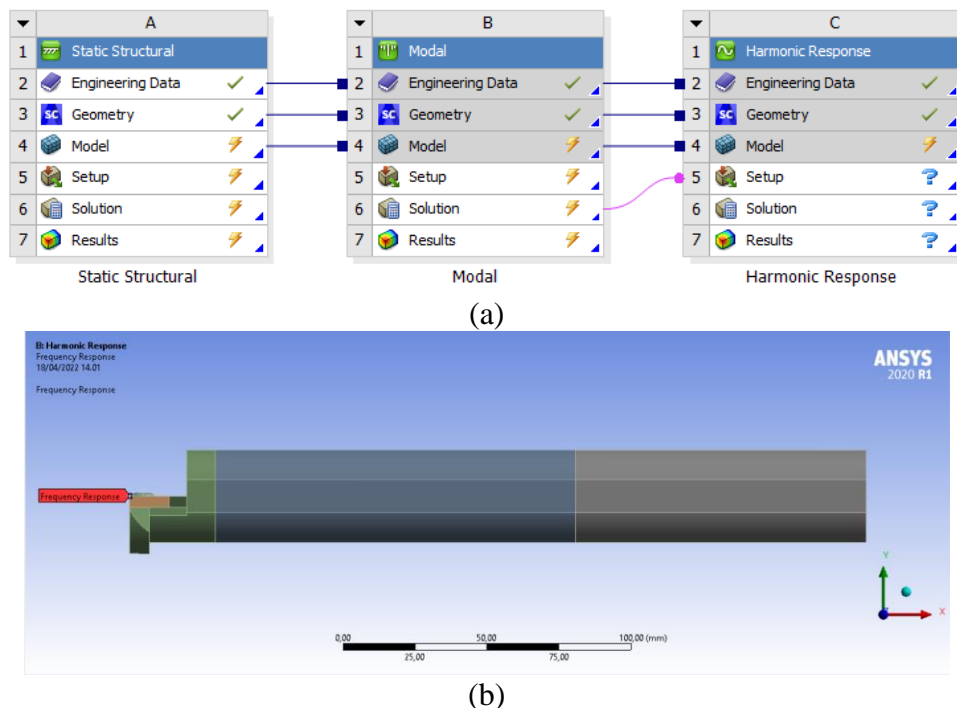 A
1 Static Structural
2 Engineering Data
3 Geometry
4 Model
5 Setup
6 Solution
7 Results
Static Structural
B
1 Modal
2 Engineering Data
3 Geometry
4 Model
5 Setup
6 Solution
7 Results
Modal
C
1 Harmonic Response
2 Engineering Data
3 SC Geometry
4 Model
5 Setup ?
6 Solution ?
7 Results ?
Harmonic Response
(a)
B: Harmonic Response
Frequency Response
18/04/2022 14.01
Frequency Response
ANSYS
2020 R1
Frequency Response
Y
X
0,00 50,00 100,00 (mm)
25,00 75,00
(b)